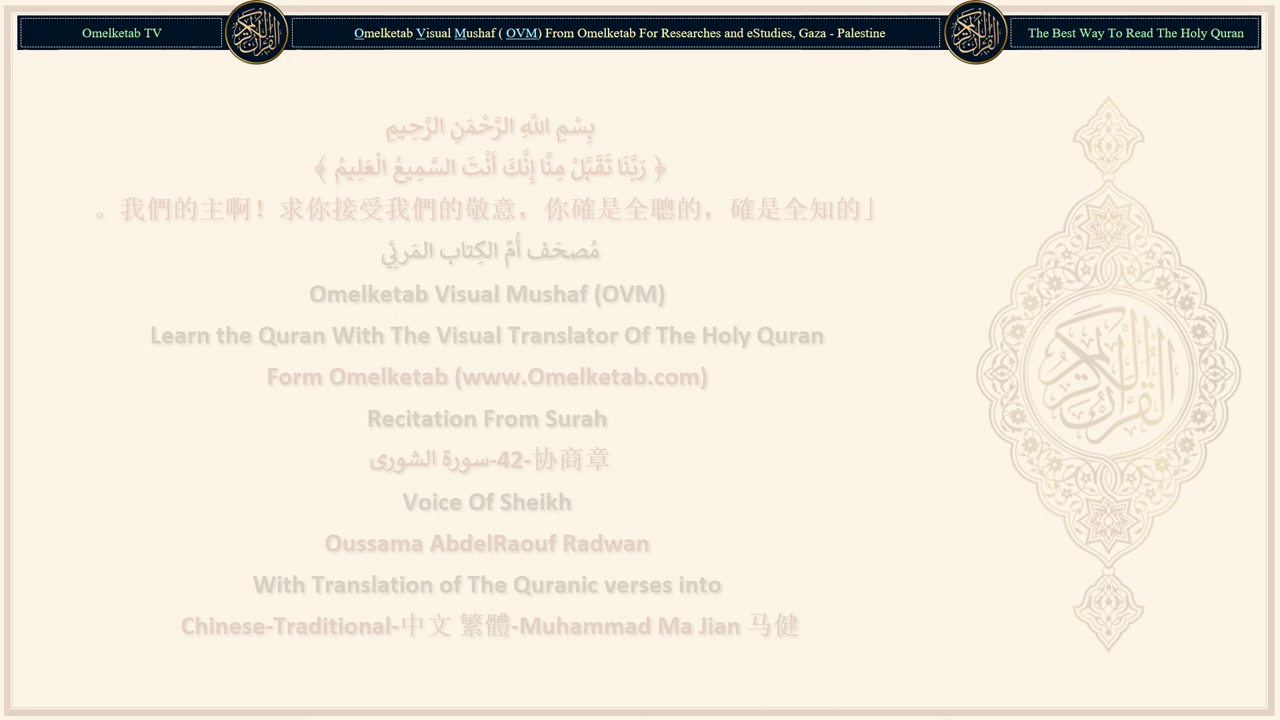 Omelketab TV
Omelketab Visual Mushaf ( OVM) From Omelketab For Researches and eStudies, Gaza - Palestine
The Best Way To Read The Holy Quran
بِسْمِ اللَّهِ الرَّحْمَنِ الرَّحِيمِ
﴿ رَبَّنَا تَقَبَّلْ مِنَّا إِنَّكَ أَنْتَ السَّمِيعُ الْعَلِيمُ ﴾
。我們的主啊！求你接受我們的敬意，你確是全聰的，確是全知的」
مُصحَف أُمِّ الكِتاب المَرئِي
Omelketab Visual Mushaf (OVM)
Learn the Quran With The Visual Translator Of The Holy Quran
Form Omelketab (www.Omelketab.com)
Recitation From Surah
سورة الشورى-42-协商章
Voice Of Sheikh
Oussama AbdelRaouf Radwan
With Translation of The Quranic verses into
Chinese-Traditional-中文 繁體-Muhammad Ma Jian 马健
القرآن الكريم